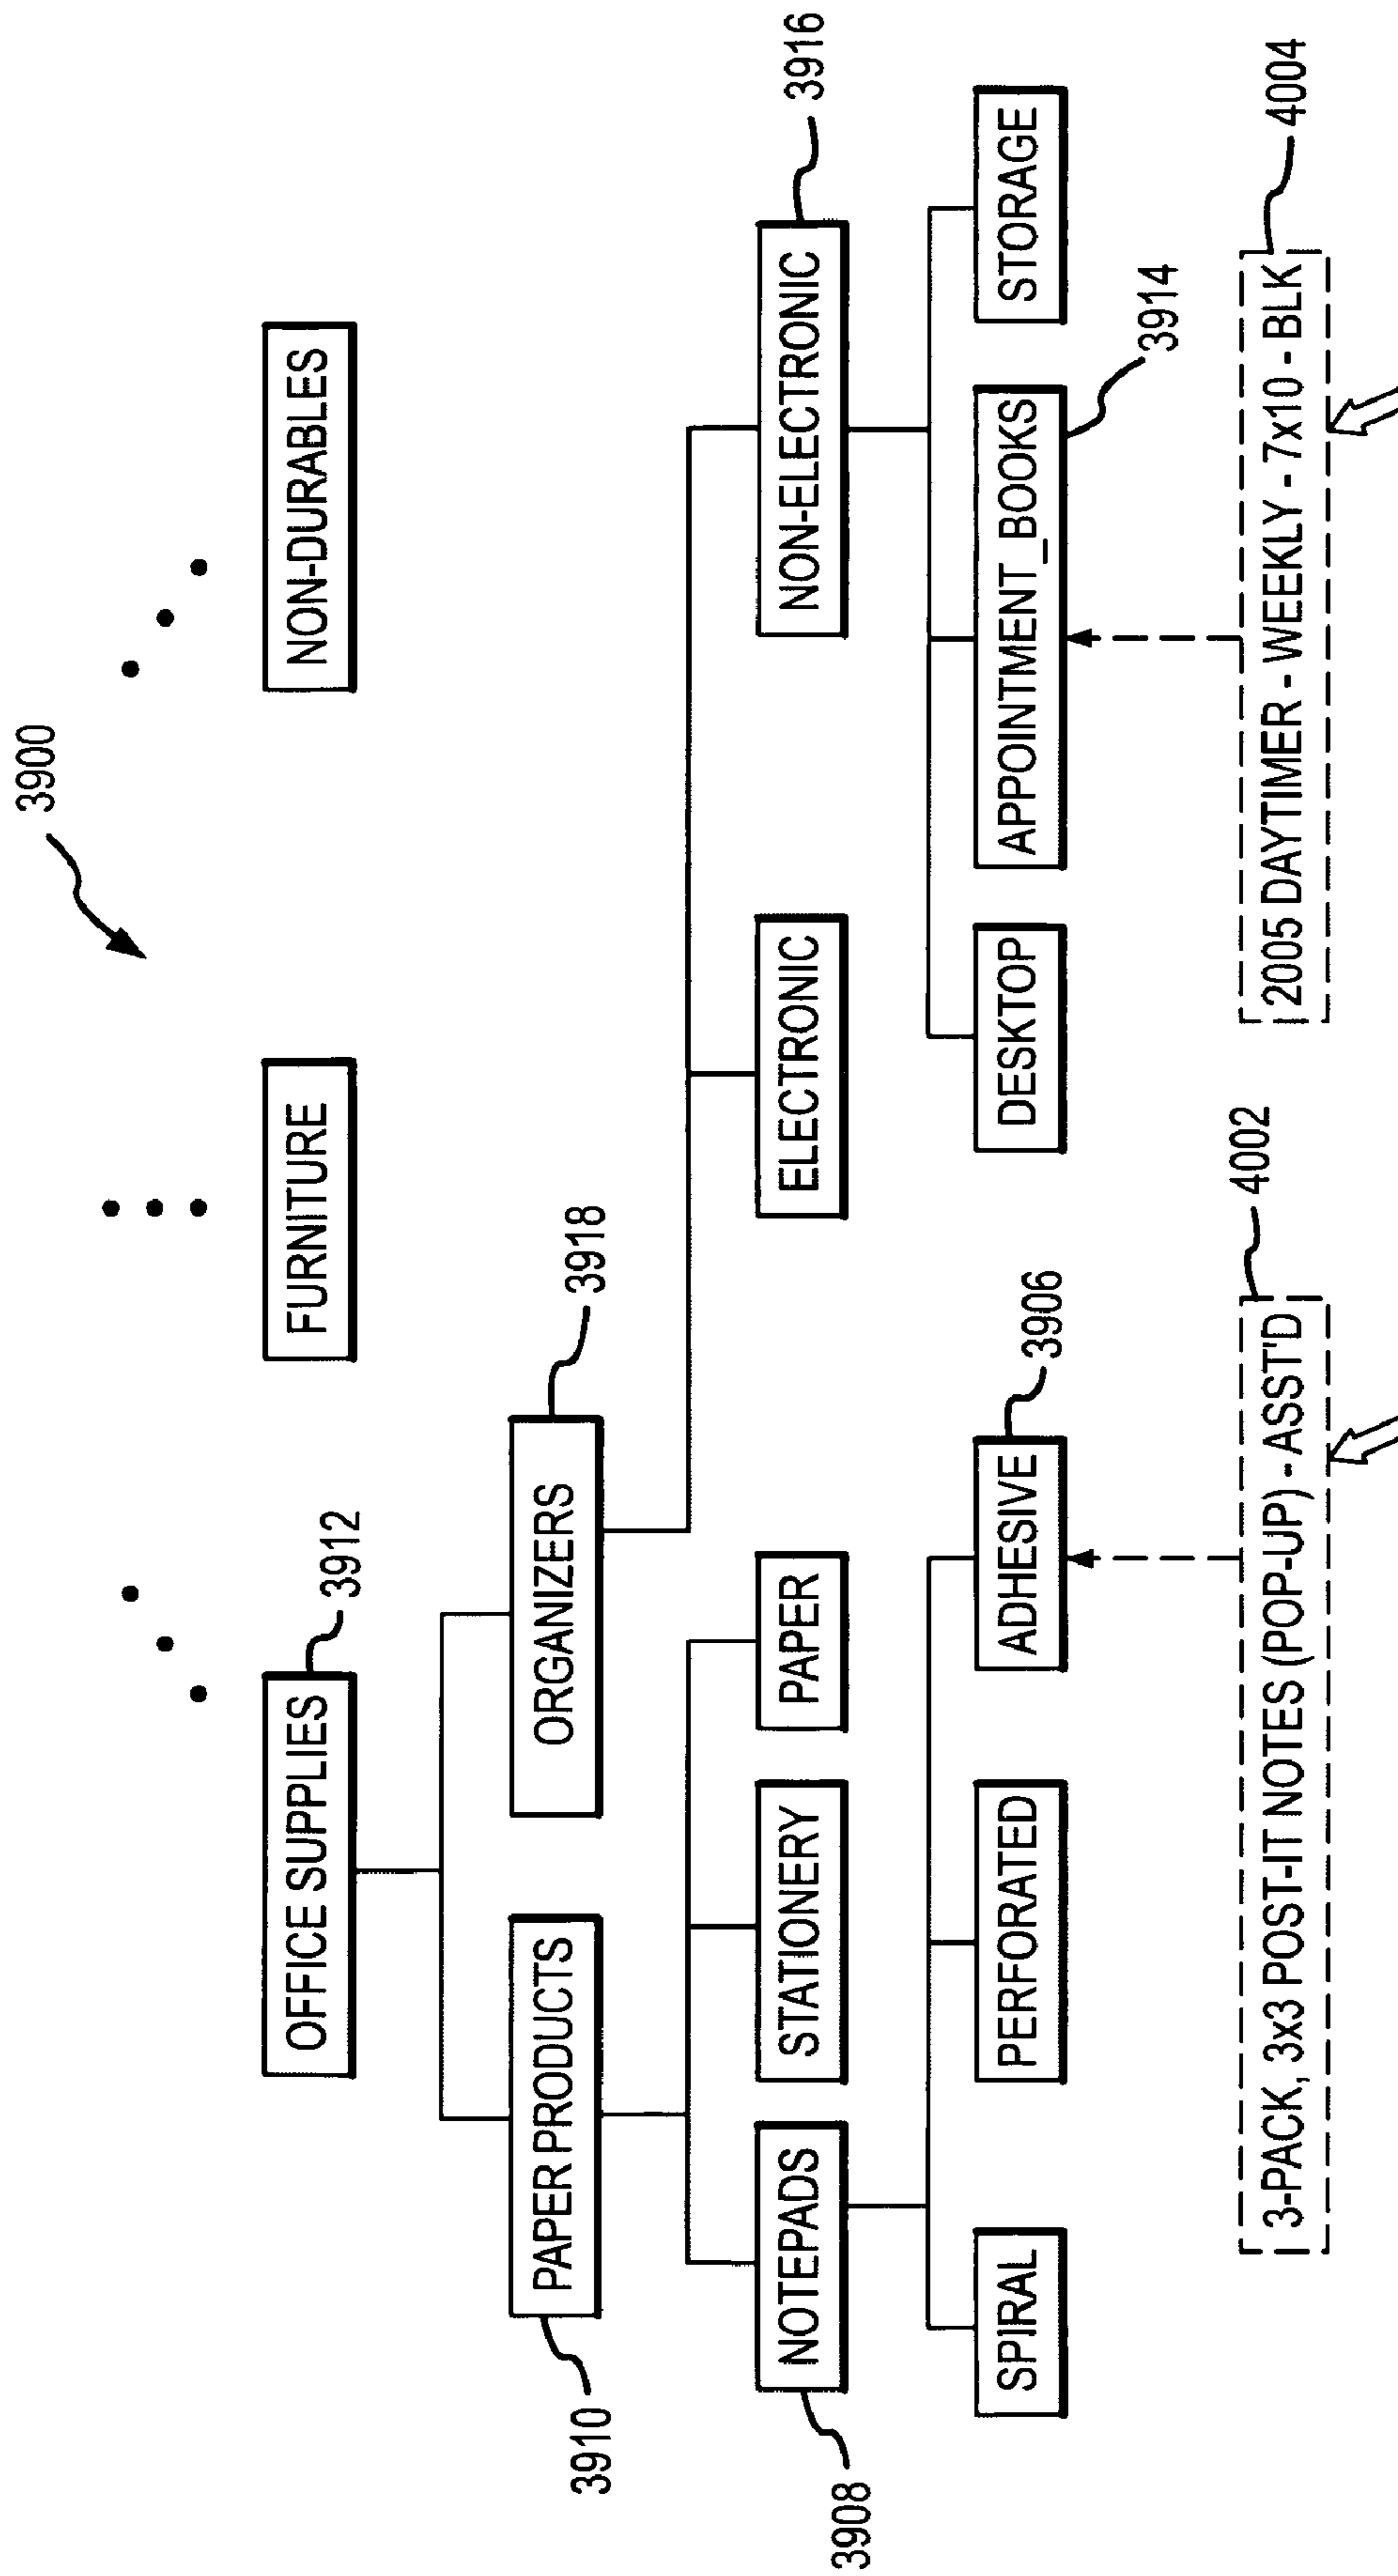 3900
OFFICE SUPPLIES
3912
FURNITURE
NON-DURABLES
PAPER PRODUCTS
3910
ORGANIZERS
3918
NOTEPADS
3908
STATIONERY
PAPER
ELECTRONIC
NON-ELECTRONIC
3916
SPIRAL
PERFORATED
ADHESIVE
3906
DESKTOP
APPOINTMENT_BOOKS
3914
STORAGE
3-PACK, 3x3 POST-IT NOTES (POP-UP) - ASST'D
4002
2005 DAYTIMER - WEEKLY - 7x10 - BLK
4004